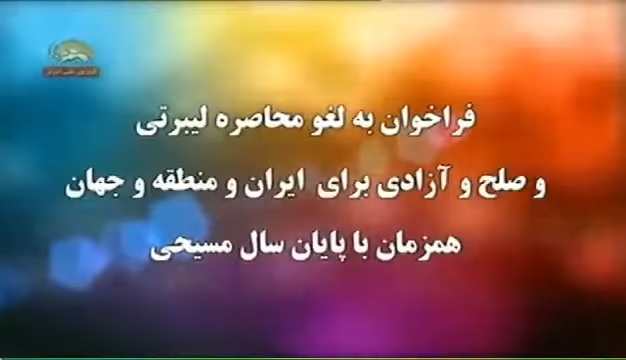 فراخوان به لغو محاصره لیبرتی
و صلح و آزادی برای ایران و منطقه و جهان
همزمان با پایان سال مسیحی